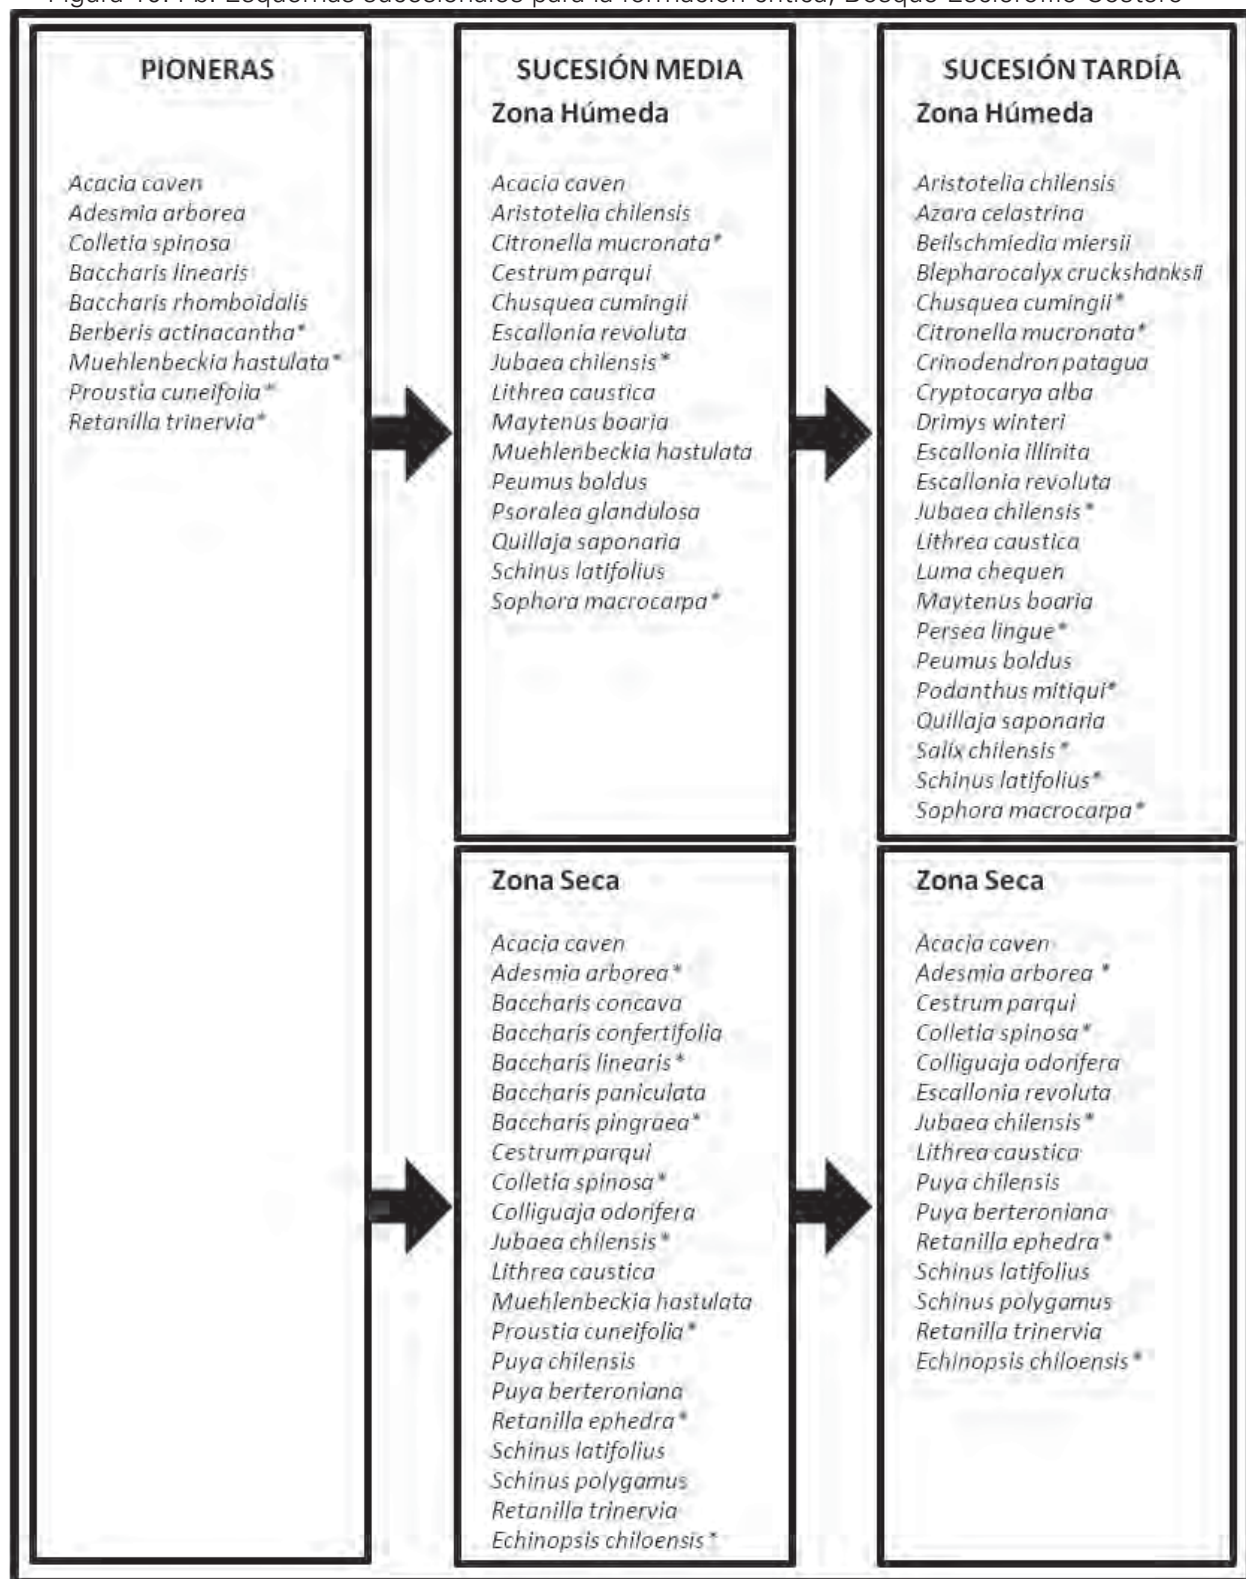 PIONERAS
Acacia caven
Adesmia arborea
Colletia spinosa
Baccharis linearis
Baccharis rhomboidalis
Berberis actinacantha*
Muehlenbeckia hastulata*
Proustia cuneifolia*
Retanilla trinervia*
SUCESIÓN MEDIA
Zona Húmeda
Acacia caven
Aristotelia chilensis
Citronella mucronata*
Cestrum parqui
Chusquea cumingii
Escallonia revoluta
Jubaea chilensis*
Lithrea caustica
Maytenus boaria
Muehlenbeckia hastulata
Peumus boldus
Psoralea glandulosa
Quillaja saponaria
Schinus latifolius
Sophora macrocarpa*
SUCESIÓN TARDÍA
Zona Húmeda
Aristotelia chilensis
Azara celastrina
Beilschmiedia miersii
Blepharocalyx cruckshanksii
Chusquea cumingii*
Citronella mucronata*
Crinodendron patagua
Cryptocarya alba
Drimys winteri
Escallonia illinita
Escallonia revoluta
Jubaea chilensis*
Lithrea caustica
Luma chequen
Maytenus boaria
Persea lingue*
Peumus boldus
Podanthus mitiqui*
Quillaja saponaria
Salix chilensis*
Schinus latifolius*
Sophora macrocarpa*
Zona Seca
Acacia caven
Adesmia arborea*
Baccharis concava
Baccharis confertifolia
Baccharis linearis*
Baccharis paniculata
Baccharis pingraea*
Cestrum parqui
Colletia spinosa*
Colliguaja odorifera
Jubaea chilensis*
Lithrea caustica
Muehlenbeckia hastulata
Proustia cuneifolia*
Puya chilensis
Puya berteroniana
Retanilla ephedra*
Schinus latifolius
Schinus polygamus
Retanilla trinervia
Echinopsis chiloensis*
Zona Seca
Acacia caven
Adesmia arborea *
Cestrum parqui
Colletia spinosa*
Colliguaja odorifera
Escallonia revoluta
Jubaea chilensis*
Lithrea caustica
Puya chilensis
Puya berteroniana
Retanilla ephedra*
Schinus latifolius
Schinus polygamus
Retanilla trinervia
Echinopsis chiloensis*